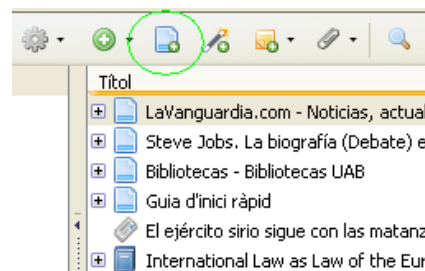 Títol
LaVanguardia.com - Noticias, actual
Steve Jobs. La biografía (Debate) e
Bibliotecas - Bibliotecas UAB
Guia d'inici ràpid
El ejército sirio sigue con las matanz
International Law as Law of the Eur